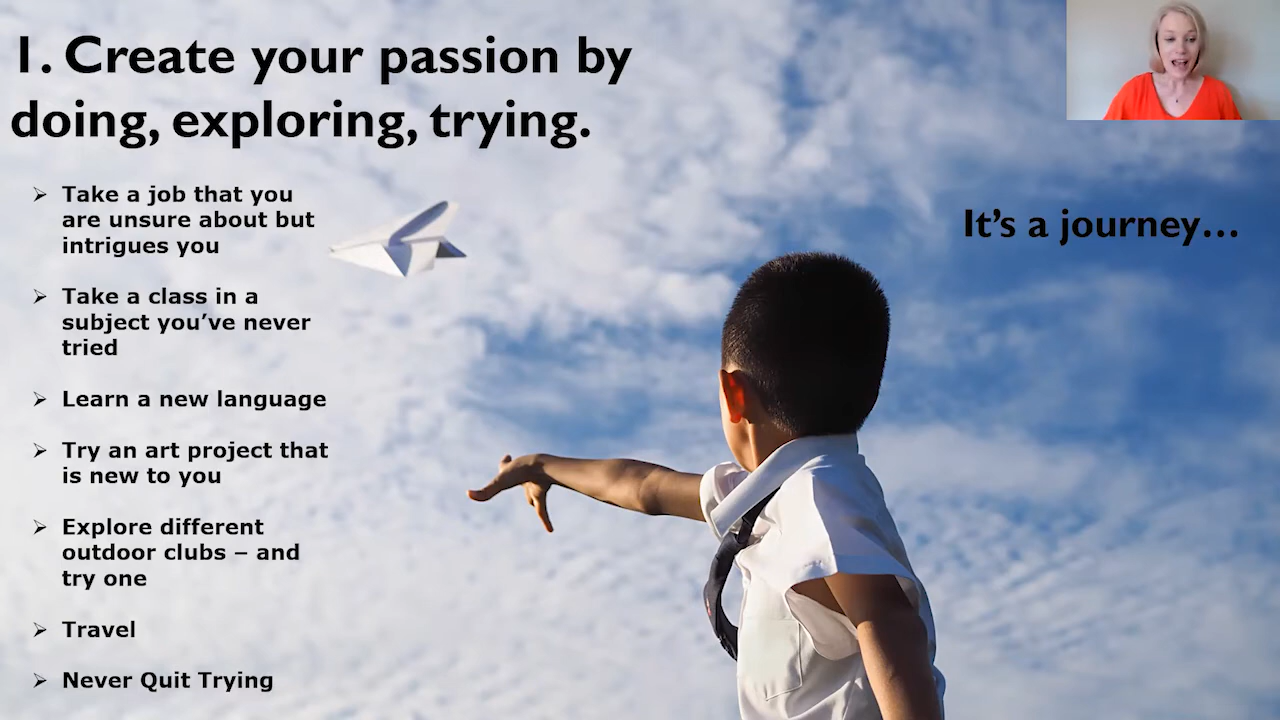 1. Create your passion by
doing, exploring, trying.
It’s a journey…
➢ Take a job that you
are unsure about but
intrigues you
➢ Take a class in a
subject you’ve never
tried
➢ Learn a new language
➢ Try an art project that
is new to you
➢ Explore different
outdoor clubs – and
try one
➢ Travel
➢ Never Quit Trying